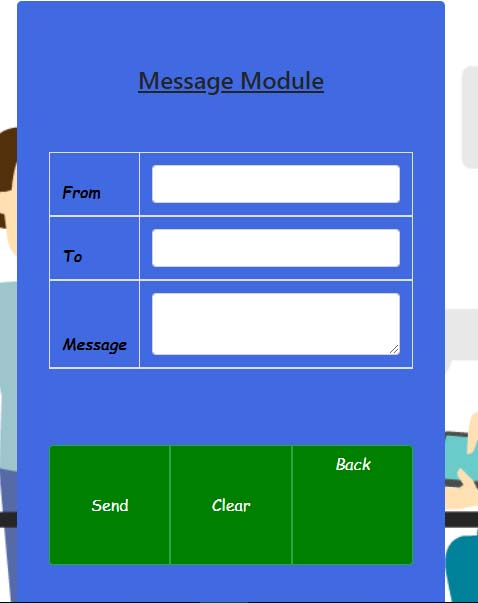 Message Module
From
To
Message
Send
Clear
Back